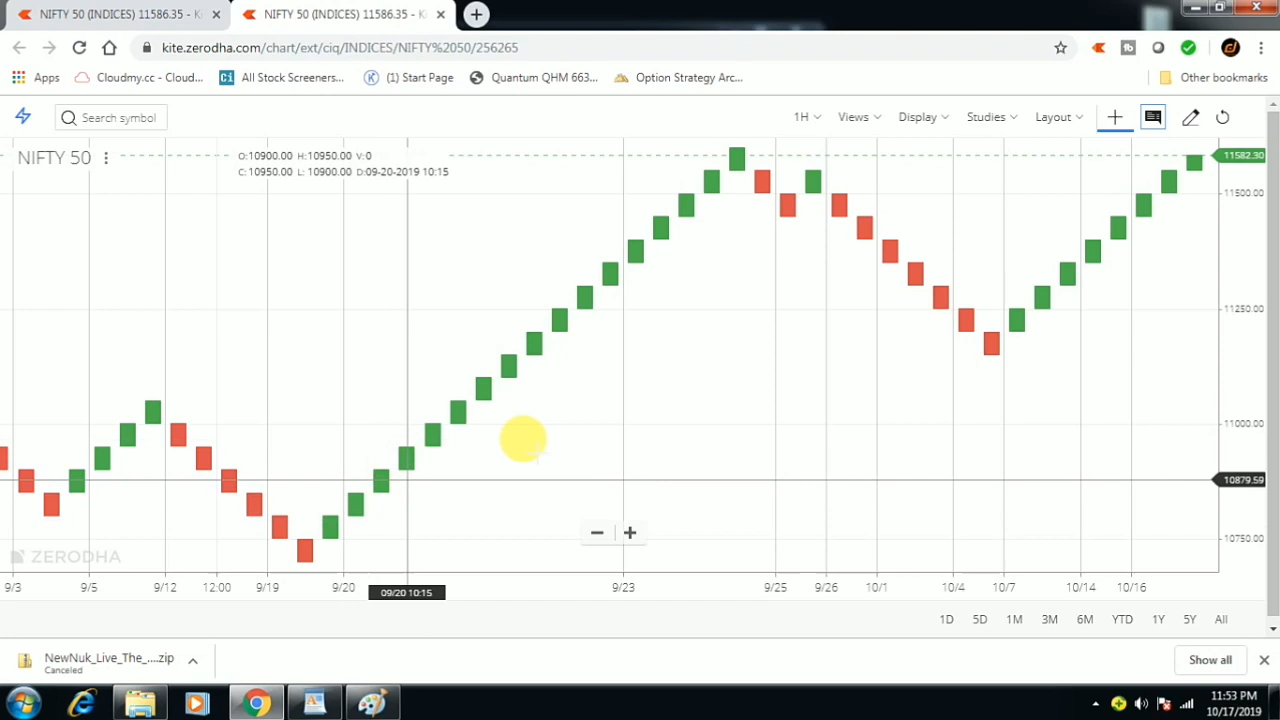 NIFTY 50 (INDICES) 11586.35 - K
NIFTY 50 (INDICES) 11586.35 - K
kite.zerodha.com/chart/ext/ciq/INDICES/NIFTY%2050/256265
Apps
Cloudmy.cc - Cloud...
All Stock Screeners...
(1) Start Page
Quantum QHM 663...
Option Strategy Arc...
Other bookmarks
Search symbol
1H
Views
Display
Studies
Layout
NIFTY 50
O:10900.00 H:10950.00 V:0
C:10950.00 L: 10900.00 D:09-20-2019 10:15
11582.30
11500.00
11250.00
11000.00
10879.59
10750.00
ZERODHA
9/3 9/5 9/12 12:00 9/19 9/20 9/23 9/25 9/26 10/1 10/4 10/7 10/14 10/16
09/20 10:15
1D 5D 1M 3M 6M YTD 1Y 5Y All
NewNuk_Live_The_....zip
Canceled
Show all
11:53 PM
10/17/2019